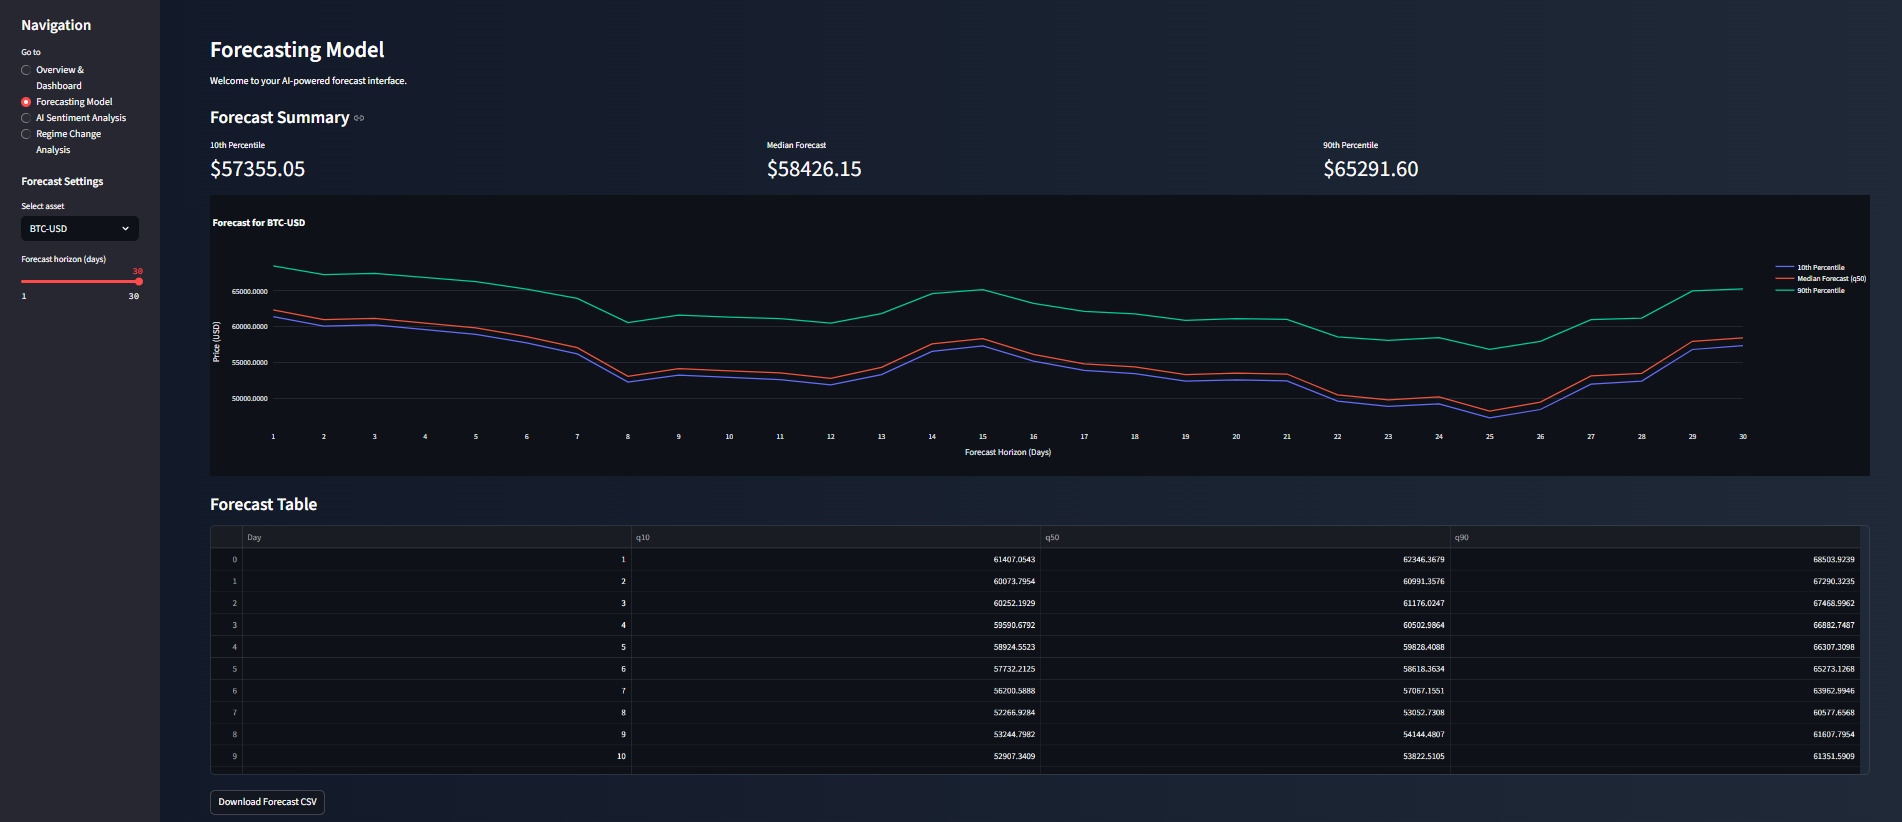 Navigation
Go to
Overview &
Dashboard
Forecasting Model
AI Sentiment Analysis
Regime Change
Analysis
Forecast Settings
Select asset
BTC-USD
Forecast horizon (days)
30
1 30
Forecasting Model
Welcome to your AI-powered forecast interface.
Forecast Summary
10th Percentile Median Forecast 90th Percentile
$57355.05 $58426.15 $65291.60
Forecast for BTC-USD
10th Percentile
Median Forecast (q50)
90th Percentile
Price (USD)
65000.0000
60000.0000
55000.0000
50000.0000
1 2 3 4 5 6 7 8 9 10 11 12 13 14 15 16 17 18 19 20 21 22 23 24 25 26 27 28 29 30
Forecast Horizon (Days)
Forecast Table
Day q10 q50 q90
0 1 61407.0543 62346.3679 68503.9239
1 2 60073.7954 60991.3576 67290.3235
2 3 60252.1929 61176.0247 67468.9962
3 4 59590.6792 60502.9864 66882.7487
4 5 58924.5523 59828.4088 66307.3098
5 6 57732.2125 58618.3634 65273.1268
6 7 56200.5888 57067.1551 63962.9946
7 8 52266.9284 53052.7308 60577.6568
8 9 53244.7982 54144.4807 61607.7954
9 10 52907.3409 53822.5105 61351.5909
Download Forecast CSV